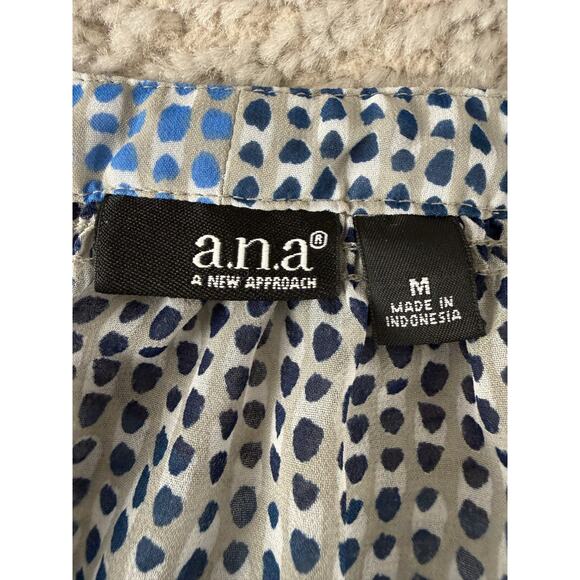 a.n.a®
A NEW APPROACH
M
MADE IN
INDONESIA